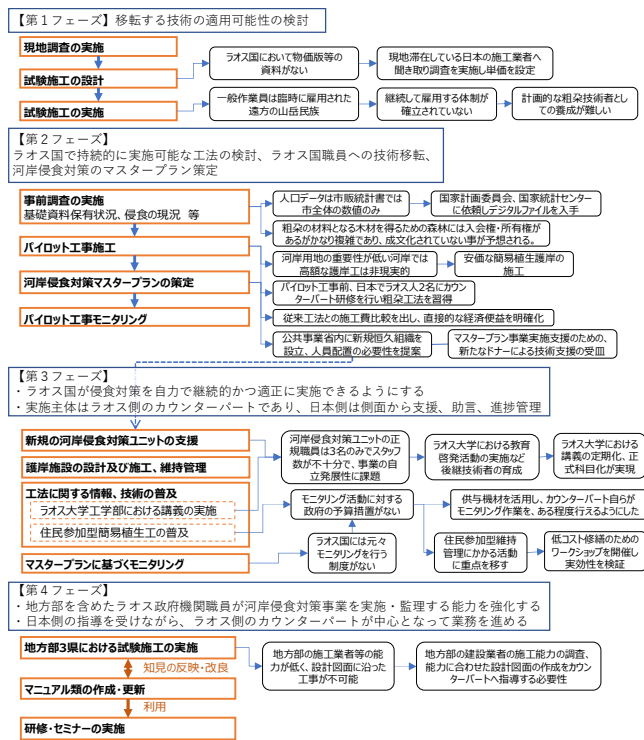 【第１フェーズ】移転する技術の適用可能性の検討
現地調査の実施
試験施工の設計
ラオス国において物価版等の
資料がない
現地滞在している日本の施工業者へ
聞き取り調査を実施し単価を設定
試験施工の実施
一般作業員は臨時に雇用された
遠方の山岳民族
継続して雇用する体制が
確立されていない
計画的な粗朶技術者とし
ての養成が難しい
【第２フェーズ】
ラオス国で持続的に実施可能な工法の検討、ラオス国職員への技術移転、
河岸侵食対策のマスタープラン策定
事前調査の実施
基礎資料保有状況、侵食の現況 等
人口データは市販統計書では
市全体の数値のみ
国家計画委員会、国家統計センター
に依頼しデジタルファイルを入手
粗朶の材料となる木材を得るための森林には入会権・所有権が
あるがかなり複雑であり、成文化されていない事が予想される。
パイロット工事施工
河岸用地の重要性が低い河岸では
高額な護岸工は非現実的
安価な簡易植生護岸の
施工
河岸侵食対策マスタープランの策定
パイロット工事前、日本でラオス人2名にカウン
ターパート研修を行い粗朶工法を習得
パイロット工事モニタリング
従来工法との施工費比較を出し、直接的な経済便益を明確化
公共事業省内に新規恒久組織を
設立、人員配置の必要性を提案
マスタープラン事業実施支援のための、
新たなドナーによる技術支援の受皿
【第３フェーズ】
・ラオス国が侵食対策を自力で継続的かつ適正に実施できるようにする
・実施主体はラオス側のカウンターパートであり、日本側は側面から支援、助言、進捗管理
新規の河岸侵食対策ユニットの支援
護岸施設の設計及び施工、維持管理
河岸侵食対策ユニットの正
規職員は3名のみでスタッフ
数が不十分で、事業の自
立発展性に課題
ラオス大学における教育
啓発活動の実施など
後継技術者の育成
ラオス大学における
講義の定期化、正
式科目化が実現
工法に関する情報、技術の普及
ラオス大学工学部における講義の実施
住民参加型簡易植生工の普及
モニタリング活動に対する
政府の予算措置がない
供与機材を活用し、カウンターパート自らが
モニタリング作業を、ある程度行えるようにした
マスタープランに基づくモニタリング
ラオス国には元々
モニタリングを行う
制度がない
住民参加型維持
管理にかかる活動
に重点を移す
低コスト修繕のための
ワークショップを開催し
実効性を検証
【第４フェーズ】
・地方部を含めたラオス政府機関職員が河岸侵食対策事業を実施・監理する能力を強化する
・日本側の指導を受けながら、ラオス側のカウンターパートが中心となって業務を進める
地方部3県における試験施工の実施
知見の反映・改良
マニュアル類の作成・更新
利用
研修・セミナーの実施
地方部の施工業者等の能
力が低く、設計図面に沿った
工事が不可能
地方部の建設業者の施工能力の調査、
能力に合わせた設計図面の作成をカウン
ターパートへ指導する必要性